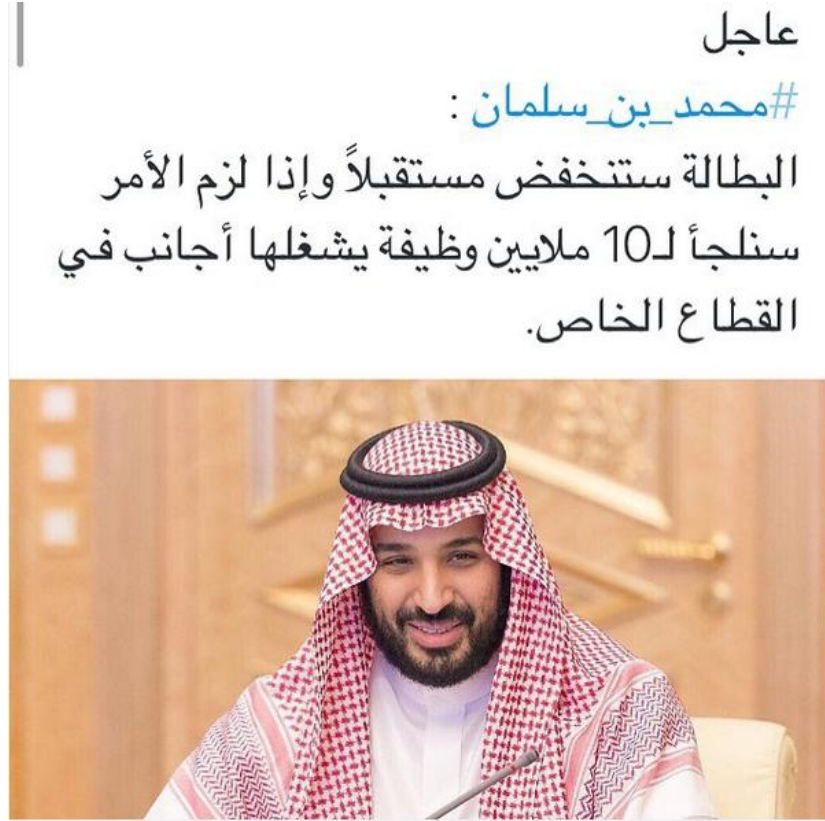 عاجل
#محمد_بن_سلمان :
البطالة ستنخفض مستقبلاً وإذا لزم الأمر
سنلجأ لـ10 ملايين وظيفة يشغلها أجانب في
القطاع الخاص.